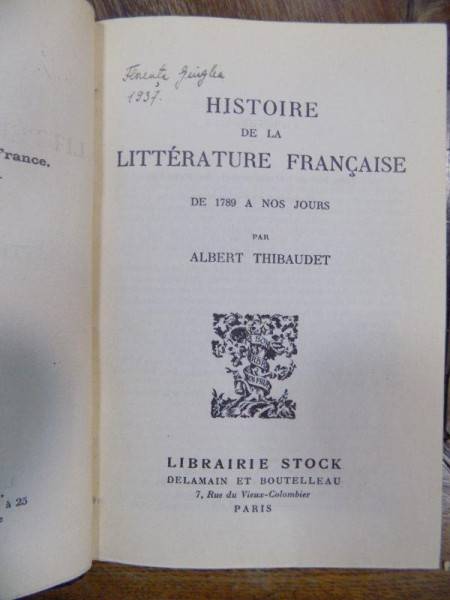 France.
à 25
1937.
HISTOIRE
DE LA
LITTÉRATURE FRANÇAISE
DE 1789 A NOS JOURS
PAR
ALBERT THIBAUDET
LIBRAIRIE STOCK
DELAMAIN ET BOUTELLEAU
7, Rue du Vieux-Colombier
PARIS